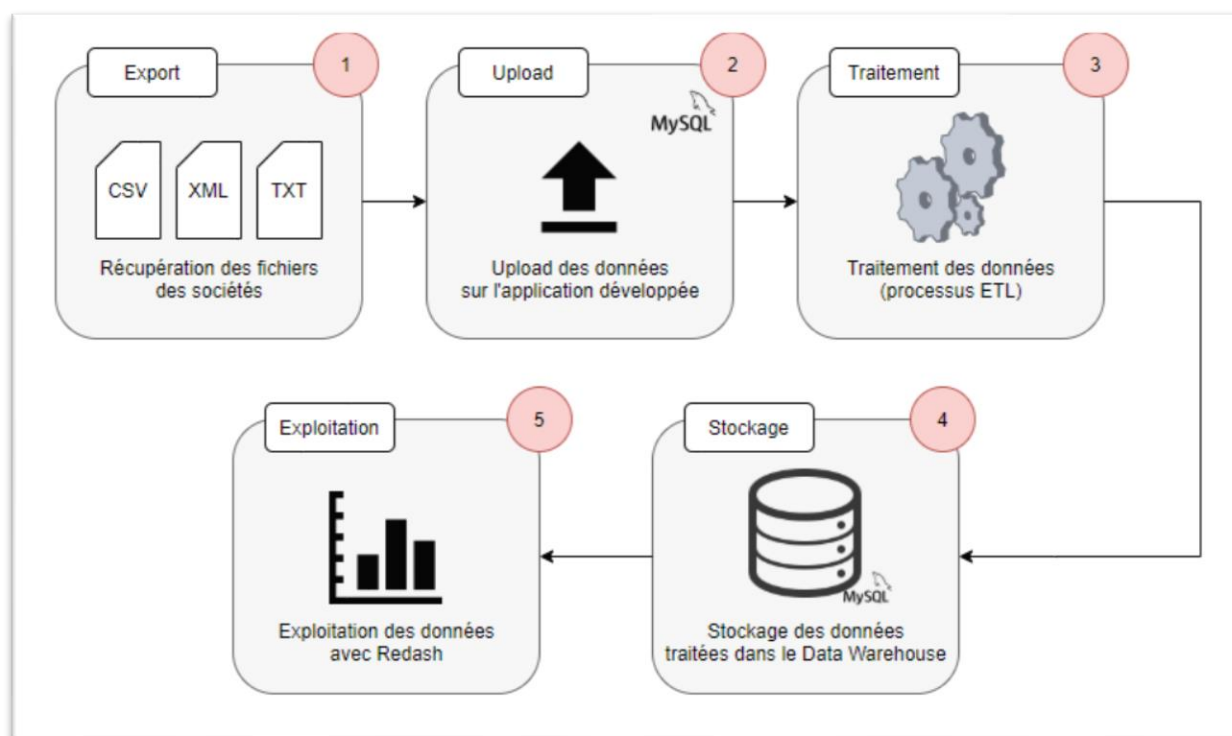 Export
1
CSV
XML
TXT
Récupération des fichiers
des sociétés
Upload
2
MySQL
Upload des données
sur l'application développée
Traitement
3
Traitement des données
(processus ETL)
Stockage
4
MySQL
Stockage des données
traitées dans le Data Warehouse
Exploitation
5
Exploitation des données
avec Redash